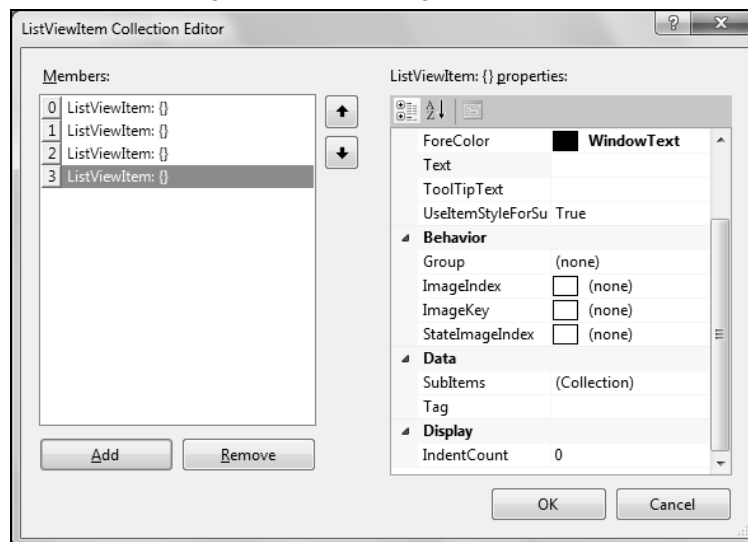 ListViewItem Collection Editor
Members:
0 ListViewItem: {}
1 ListViewItem: {}
2 ListViewItem: {}
3 ListViewItem: {}
Add
Remove
ListViewItem: {} properties:
ForeColor WindowText
Text
ToolTipText
UseItemStyleForSu True
Behavior
Group (none)
ImageIndex (none)
ImageKey (none)
StateImageIndex (none)
Data
SubItems (Collection)
Tag
Display
IndentCount 0
OK
Cancel